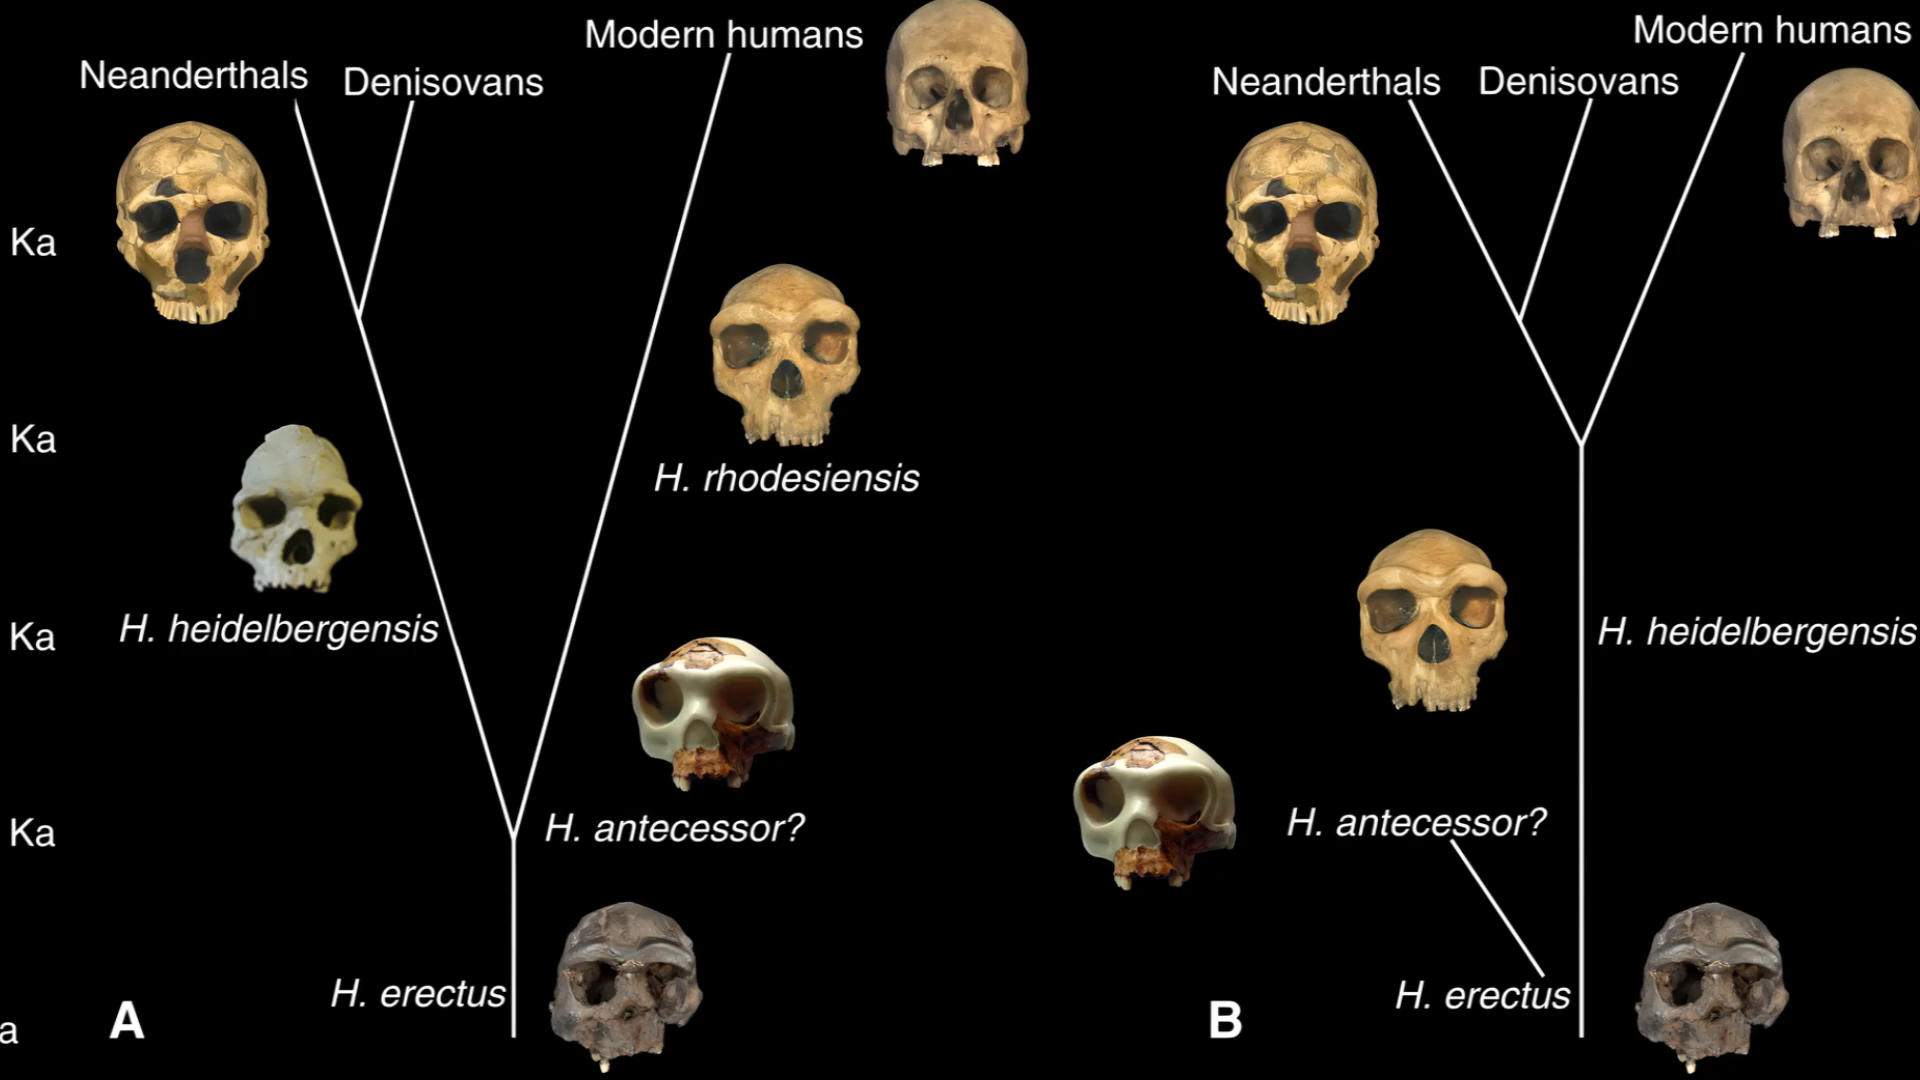 Modern humans
Neanderthals
Denisovans
Ka
Ka
H. rhodesiensis
H. heidelbergensis
Ka
H. antecessor?
Ka
H. erectus
a
A
Modern humans
Neanderthals
Denisovans
H. heidelbergensis
H. antecessor?
H. erectus
B